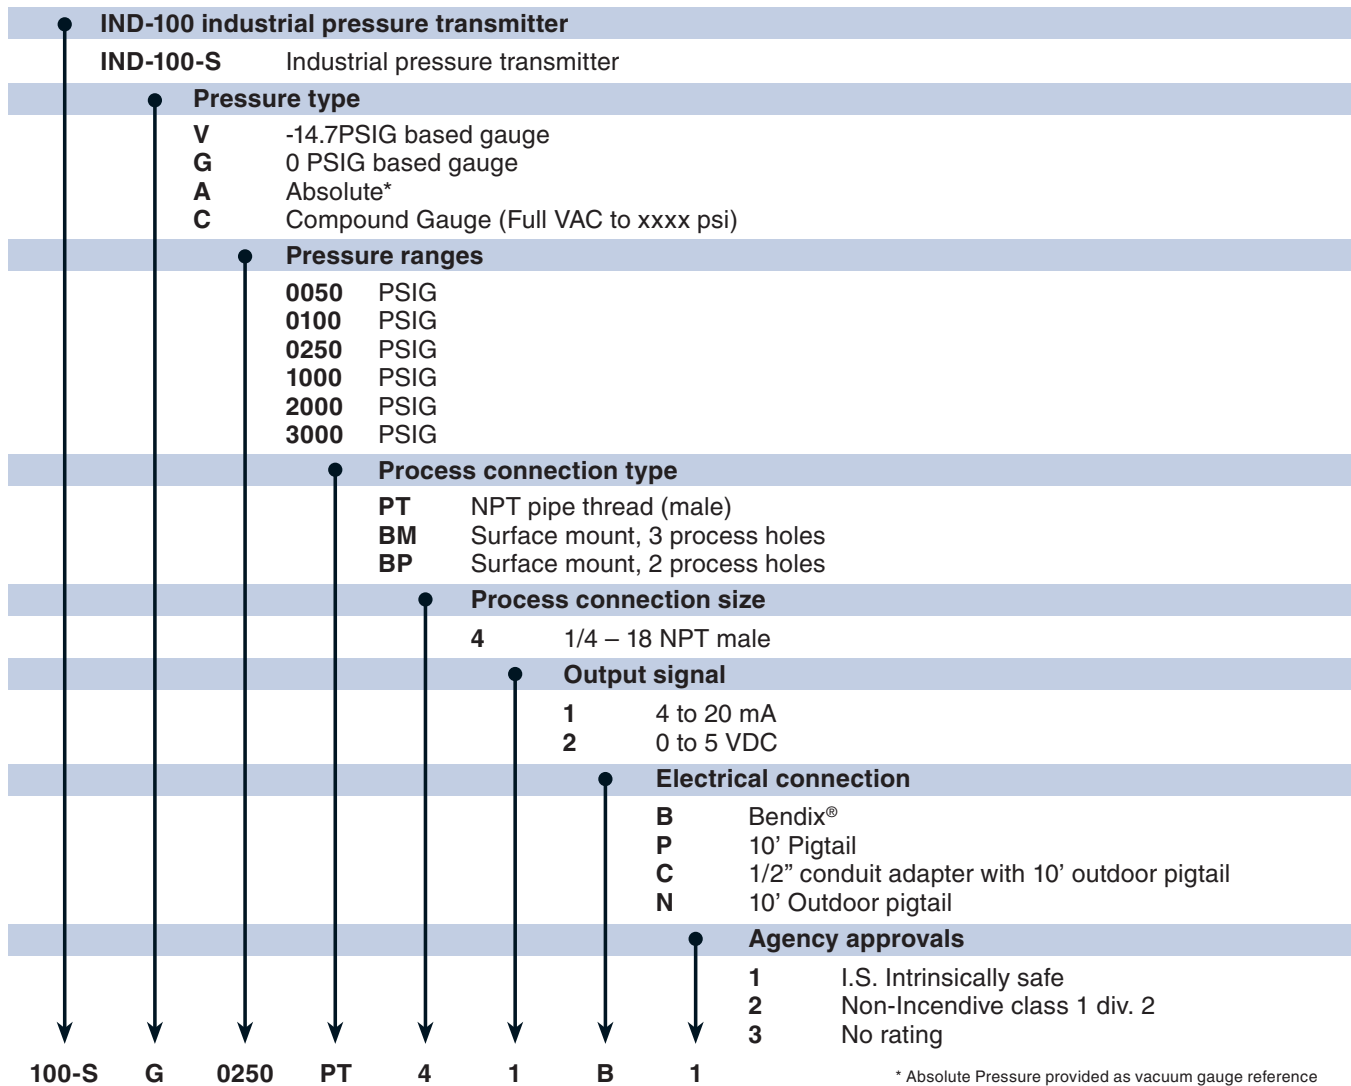 IND-100 industrial pressure transmitter
IND-100-S Industrial pressure transmitter
Pressure type
V -14.7PSIG based gauge
G 0 PSIG based gauge
A Absolute*
C Compound Gauge (Full VAC to xxxx psi)
Pressure ranges
0050 PSIG
0100 PSIG
0250 PSIG
1000 PSIG
2000 PSIG
3000 PSIG
Process connection type
PT NPT pipe thread (male)
BM Surface mount, 3 process holes
BP Surface mount, 2 process holes
Process connection size
4 1/4 – 18 NPT male
Output signal
1 4 to 20 mA
2 0 to 5 VDC
Electrical connection
B Bendix®
P 10’ Pigtail
C 1/2” conduit adapter with 10’ outdoor pigtail
N 10’ Outdoor pigtail
Agency approvals
1 I.S. Intrinsically safe
2 Non-Incendive class 1 div. 2
3 No rating
100-S G 0250 PT 4 1 B 1
* Absolute Pressure provided as vacuum gauge reference